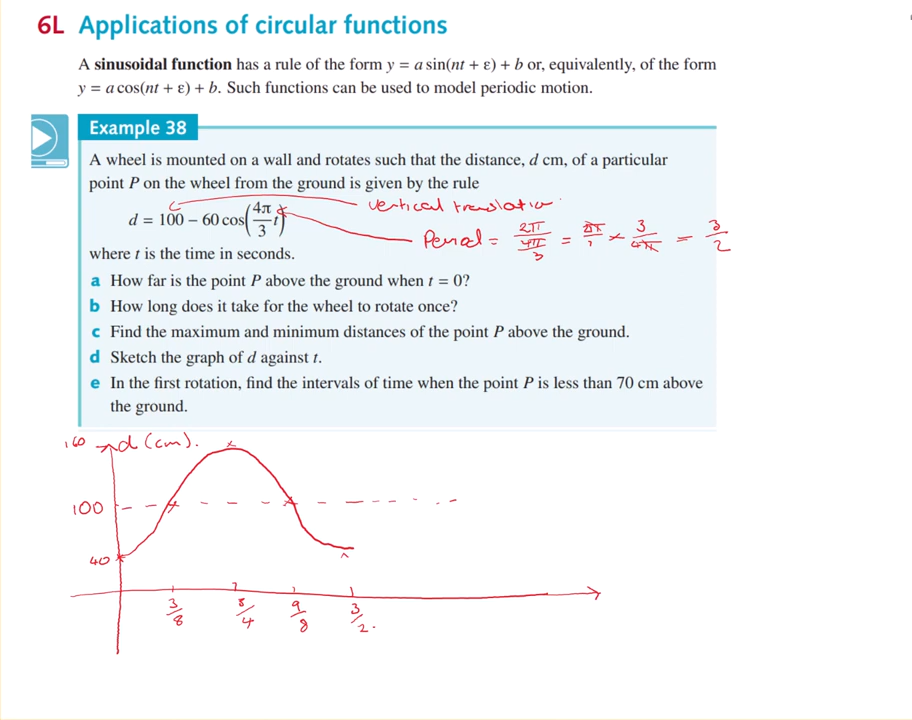 6L Applications of circular functions
A sinusoidal function has a rule of the form y = a sin(nt + ε) + b or, equivalently, of the form
y = a cos(nt + ε) + b. Such functions can be used to model periodic motion.
Example 38
A wheel is mounted on a wall and rotates such that the distance, d cm, of a particular
point P on the wheel from the ground is given by the rule
vertical translation
d = 100 − 60 cos(4π/3 t)
Period = 2π/(4π/3) = 2π/1 × 3/4π = 3/2
where t is the time in seconds.
a How far is the point P above the ground when t = 0?
b How long does it take for the wheel to rotate once?
c Find the maximum and minimum distances of the point P above the ground.
d Sketch the graph of d against t.
e In the first rotation, find the intervals of time when the point P is less than 70 cm above
the ground.
160 d (cm).
100
40
3/8 3/4 9/8 3/2.